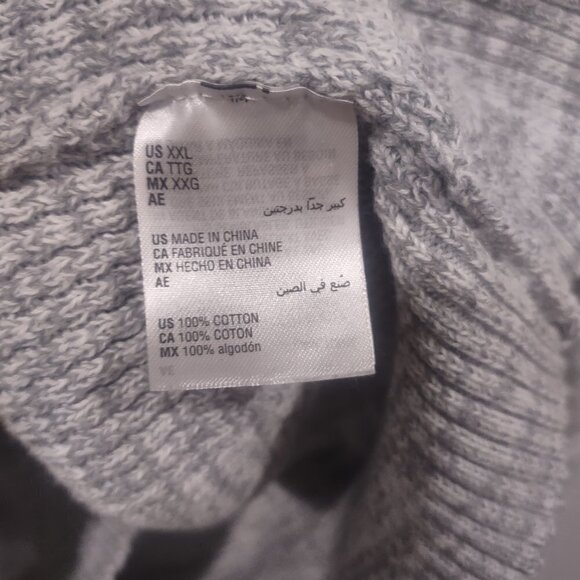 US XXL
CA TTG
MX XXG
AE
كبير جدًا بدرجتين
US MADE IN CHINA
CA FABRIQUÉ EN CHINE
MX HECHO EN CHINA
AE
صُنع في الصين
US 100% COTTON
CA 100% COTON
MX 100% algodón